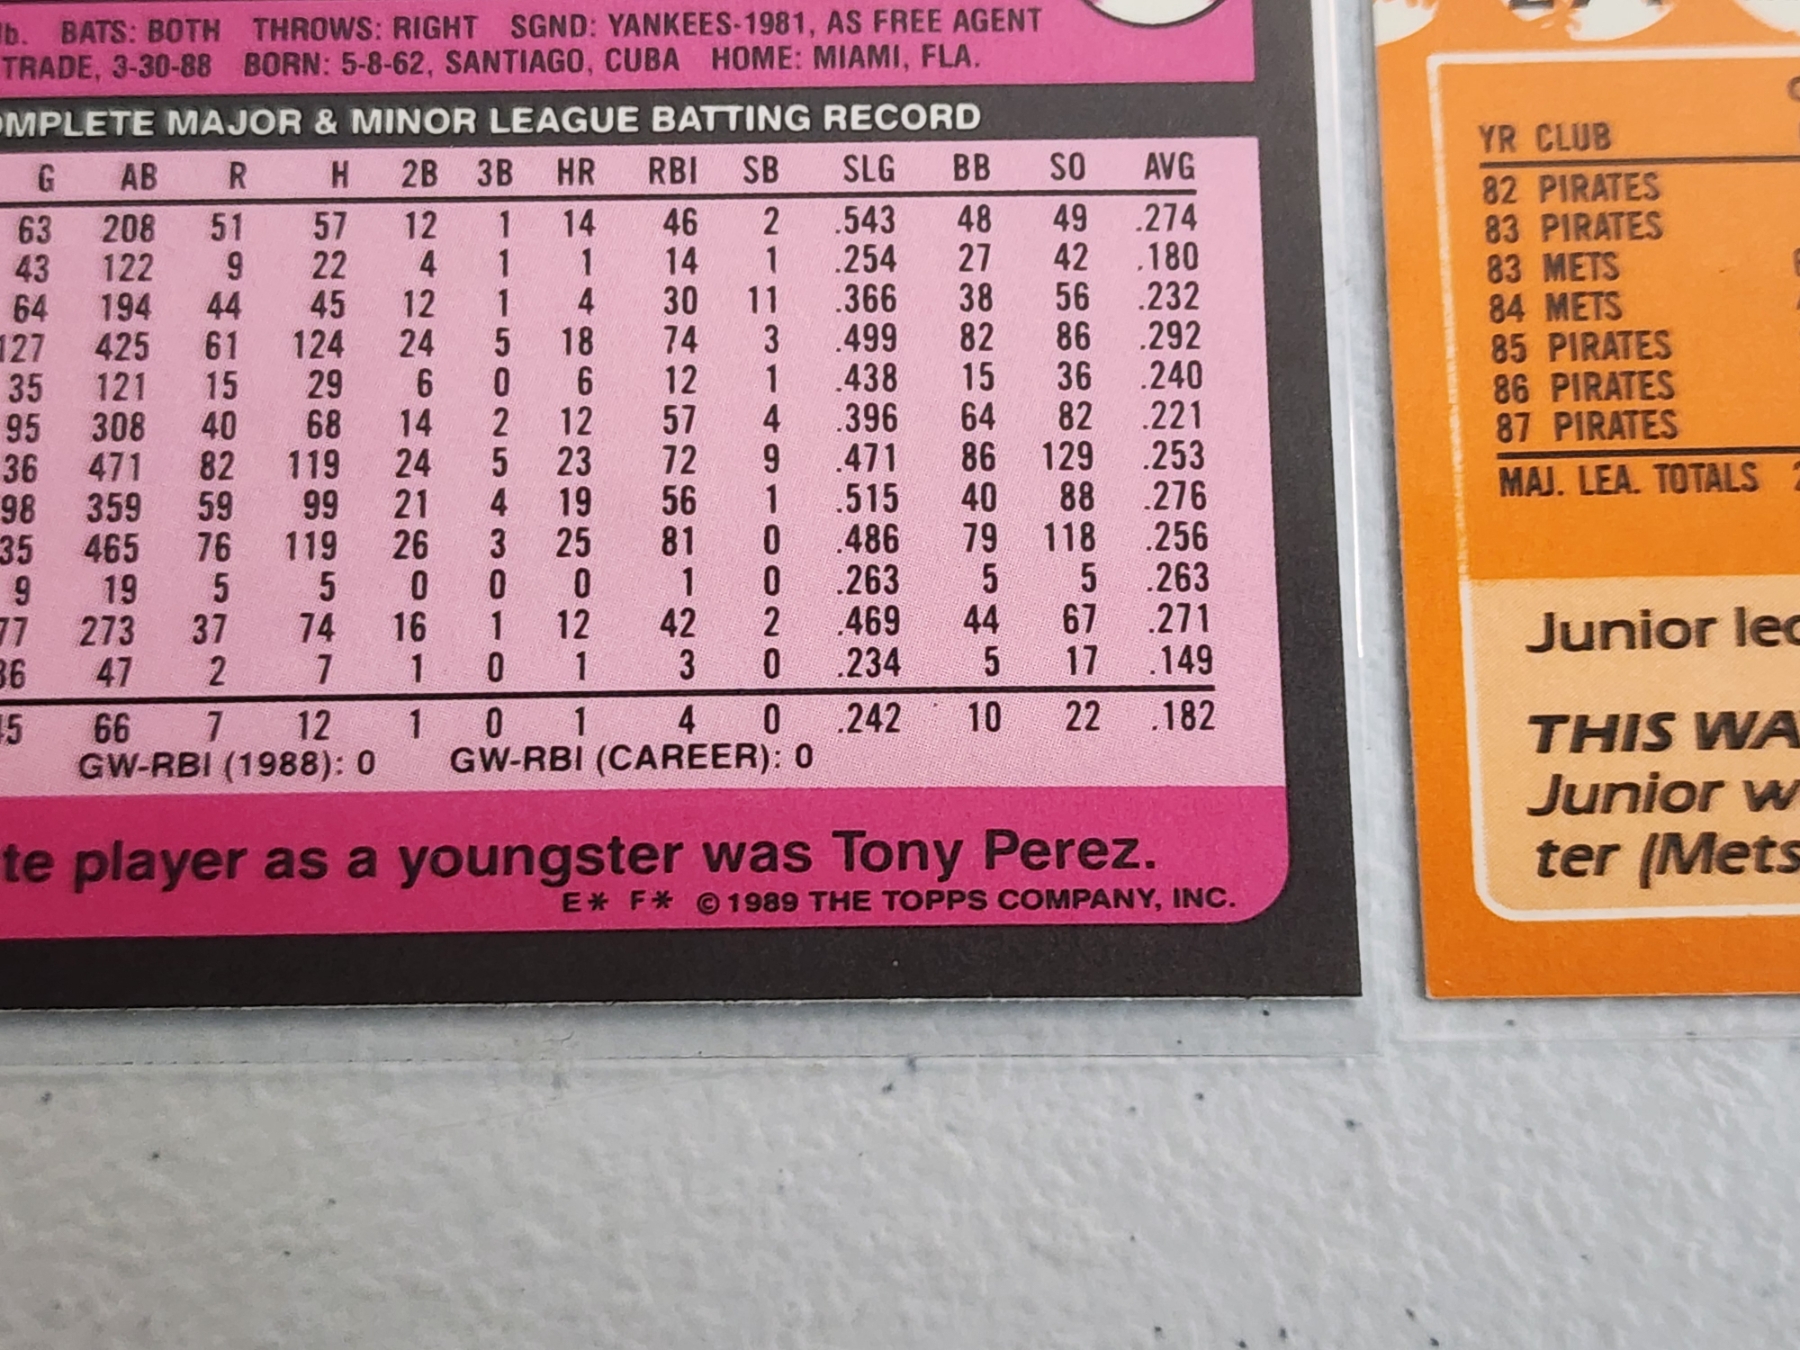 lb. BATS: BOTH THROWS: RIGHT SGND: YANKEES-1981, AS FREE AGENT
TRADE, 3-30-88 BORN: 5-8-62, SANTIAGO, CUBA HOME: MIAMI, FLA.
OMPLETE MAJOR & MINOR LEAGUE BATTING RECORD
G AB R H 2B 3B HR RBI SB SLG BB SO AVG
63 208 51 57 12 1 14 46 2 .543 48 49 .274
43 122 9 22 4 1 1 14 1 .254 27 42 .180
64 194 44 45 12 1 4 30 11 .366 38 56 .232
127 425 61 124 24 5 18 74 3 .499 82 86 .292
35 121 15 29 6 0 6 12 1 .438 15 36 .240
95 308 40 68 14 2 12 57 4 .396 64 82 .221
36 471 82 119 24 5 23 72 9 .471 86 129 .253
98 359 59 99 21 4 19 56 1 .515 40 88 .276
35 465 76 119 26 3 25 81 0 .486 79 118 .256
9 19 5 5 0 0 0 1 0 .263 5 5 .263
77 273 37 74 16 1 12 42 2 .469 44 67 .271
36 47 2 7 1 0 1 3 0 .234 5 17 .149
45 66 7 12 1 0 1 4 0 .242 10 22 .182
GW-RBI (1988): 0 GW-RBI (CAREER): 0
te player as a youngster was Tony Perez.
E* F* ©1989 THE TOPPS COMPANY, INC.
YR CLUB
82 PIRATES
83 PIRATES
83 METS
84 METS
85 PIRATES
86 PIRATES
87 PIRATES
MAJ. LEA. TOTALS 2
Junior led
THIS WA
Junior w
ter (Mets